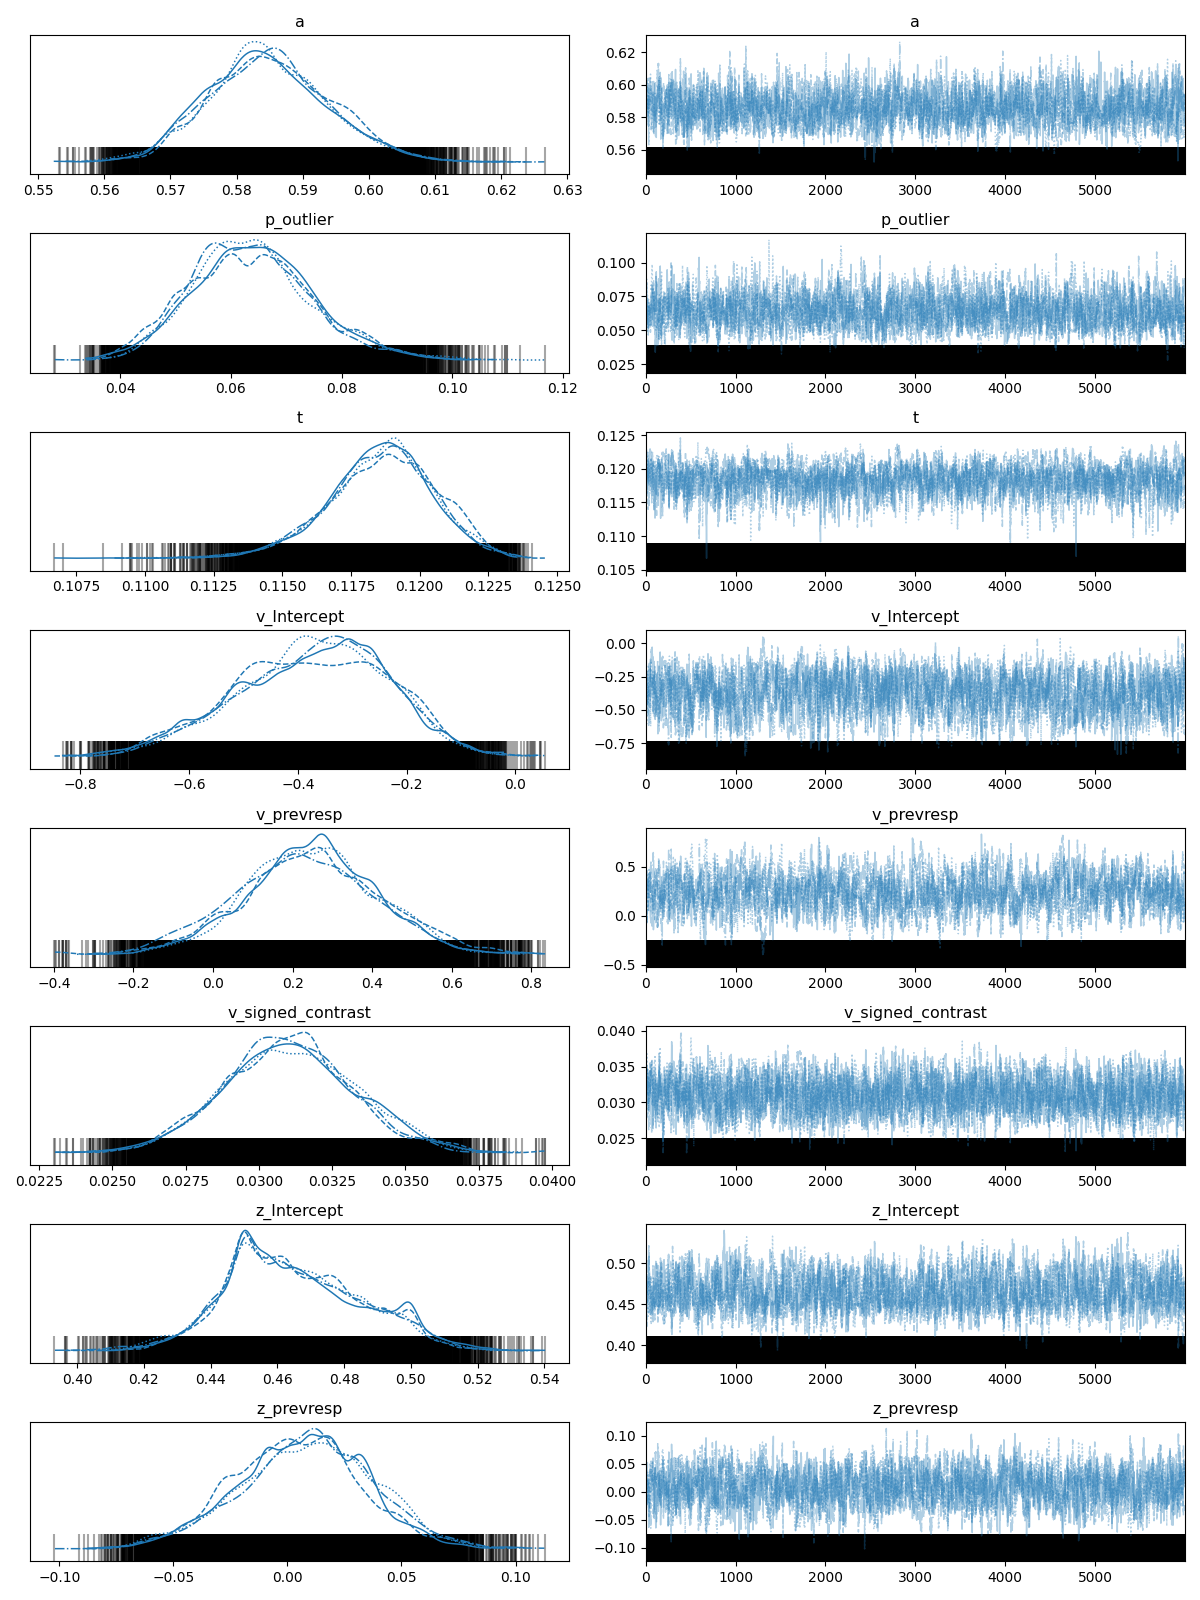 a a
0.62
0.60
0.58
0.56
0.55 0.56 0.57 0.58 0.59 0.60 0.61 0.62 0.63 0 1000 2000 3000 4000 5000
p_outlier p_outlier
0.100
0.075
0.050
0.025
0.04 0.06 0.08 0.10 0.12 0 1000 2000 3000 4000 5000
t t
0.125
0.120
0.115
0.110
0.105
0.1075 0.1100 0.1125 0.1150 0.1175 0.1200 0.1225 0.1250 0 1000 2000 3000 4000 5000
v_Intercept v_Intercept
0.00
−0.25
−0.50
−0.75
−0.8 −0.6 −0.4 −0.2 0.0 0 1000 2000 3000 4000 5000
v_prevresp v_prevresp
0.5
0.0
−0.5
−0.4 −0.2 0.0 0.2 0.4 0.6 0.8 0 1000 2000 3000 4000 5000
v_signed_contrast v_signed_contrast
0.040
0.035
0.030
0.025
0.0225 0.0250 0.0275 0.0300 0.0325 0.0350 0.0375 0.0400 0 1000 2000 3000 4000 5000
z_Intercept z_Intercept
0.50
0.45
0.40
0.40 0.42 0.44 0.46 0.48 0.50 0.52 0.54 0 1000 2000 3000 4000 5000
z_prevresp z_prevresp
0.10
0.05
0.00
−0.05
−0.10
−0.10 −0.05 0.00 0.05 0.10 0 1000 2000 3000 4000 5000